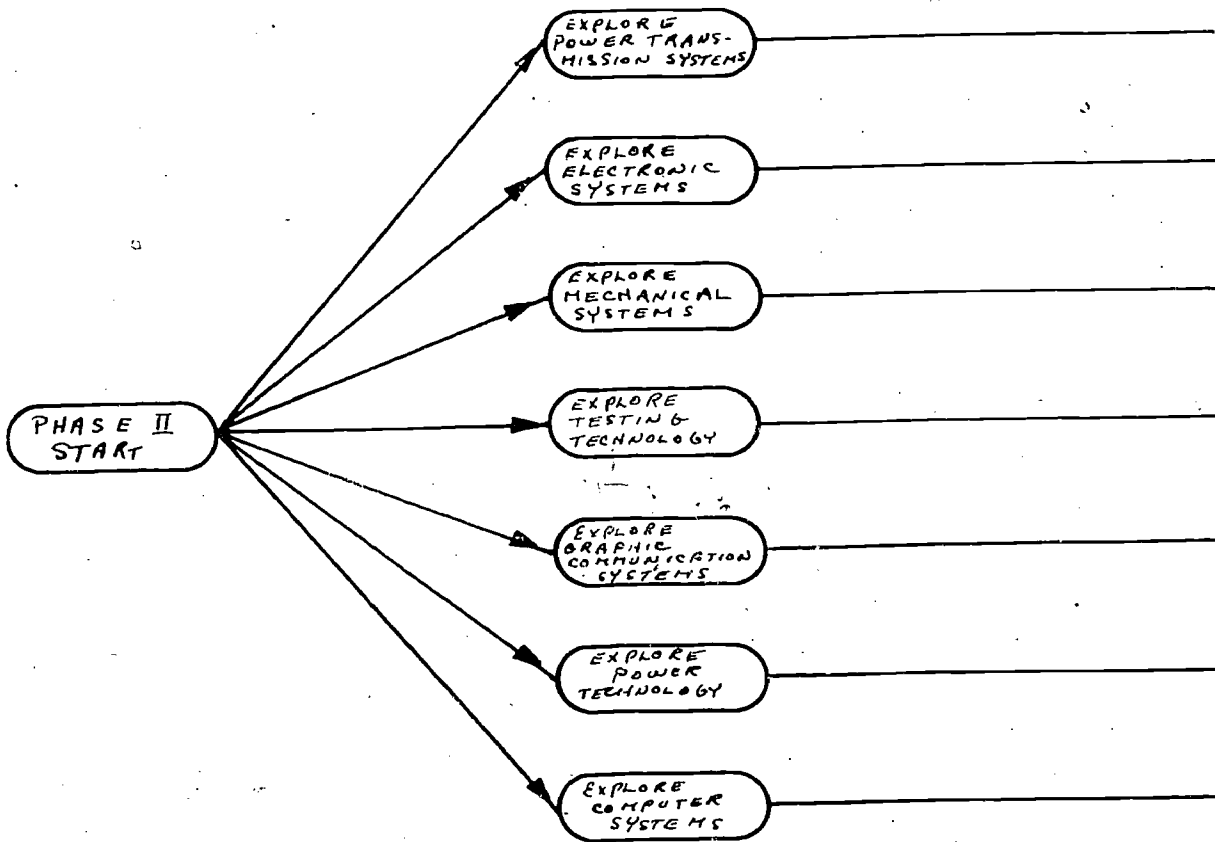 EXPLORE
POWER TRANS-
MISSION SYSTEMS
EXPLORE
ELECTRONIC
SYSTEMS
EXPLORE
MECHANICAL
SYSTEMS
PHASE II
START
EXPLORE
TESTING
TECHNOLOGY
EXPLORE
GRAPHIC
COMMUNICATION
SYSTEMS
EXPLORE
POWER
TECHNOLOGY
EXPLORE
COMPUTER
SYSTEMS